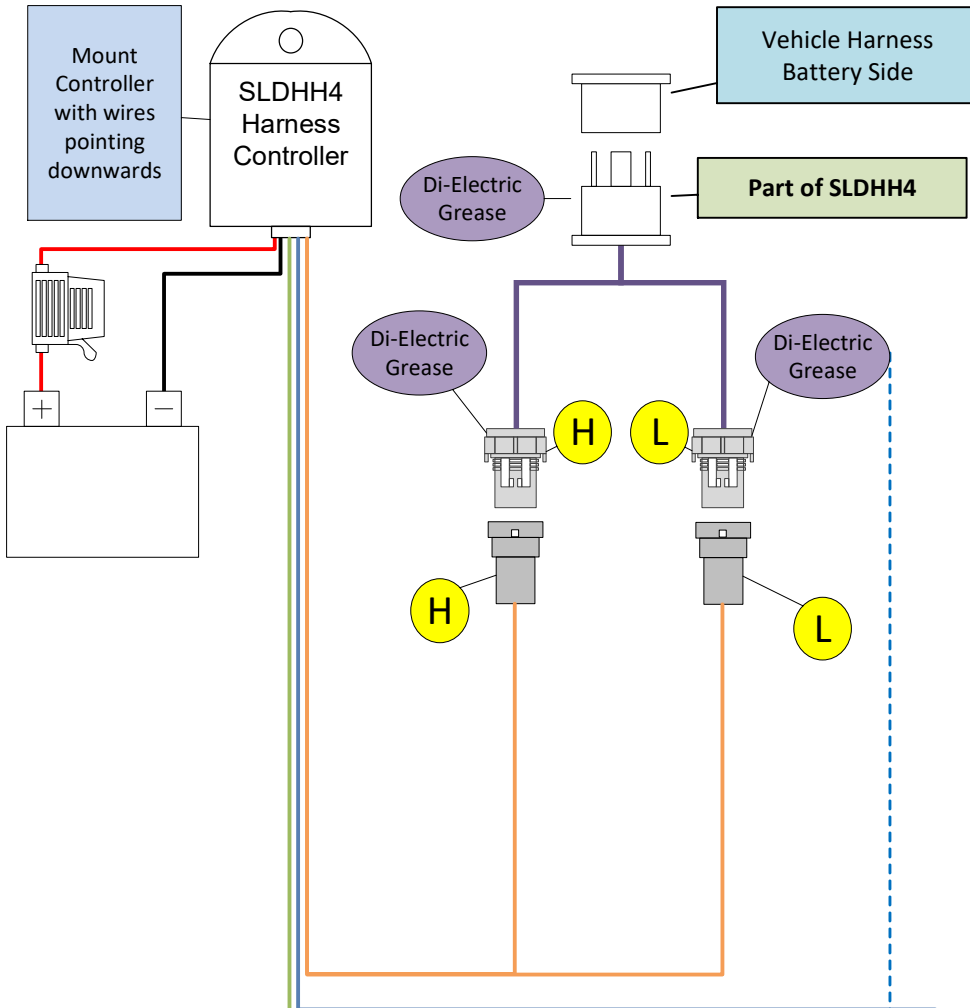 Mount
Controller
with wires
pointing
downwards
SLDHH4
Harness
Controller
Vehicle Harness
Battery Side
Di-Electric
Grease
Part of SLDHH4
Di-Electric
Grease
Di-Electric
Grease
+
−
H
L
H
L